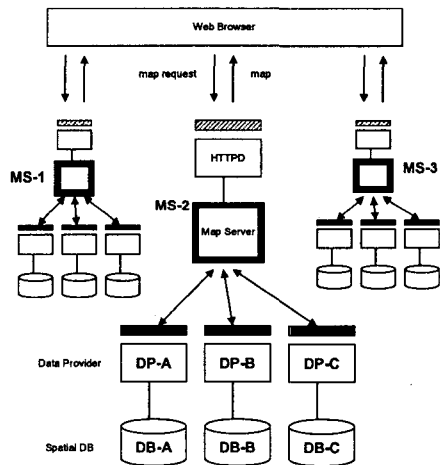 Web Browser
map request
map
HTTPD
MS-1
MS-2
MS-3
Map Server
Data Provider
DP-A
DP-B
DP-C
Spatial DB
DB-A
DB-B
DB-C